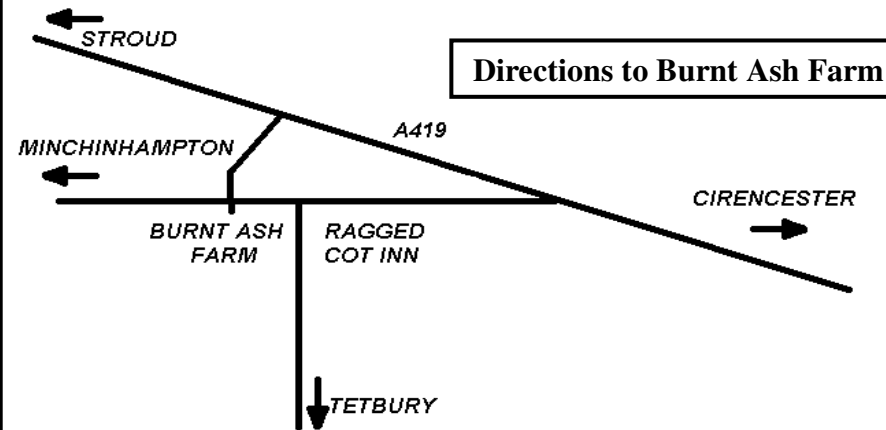 STROUD
Directions to Burnt Ash Farm
A419
MINCHINHAMPTON
CIRENCESTER
BURNT ASH
FARM
RAGGED
COT INN
TETBURY